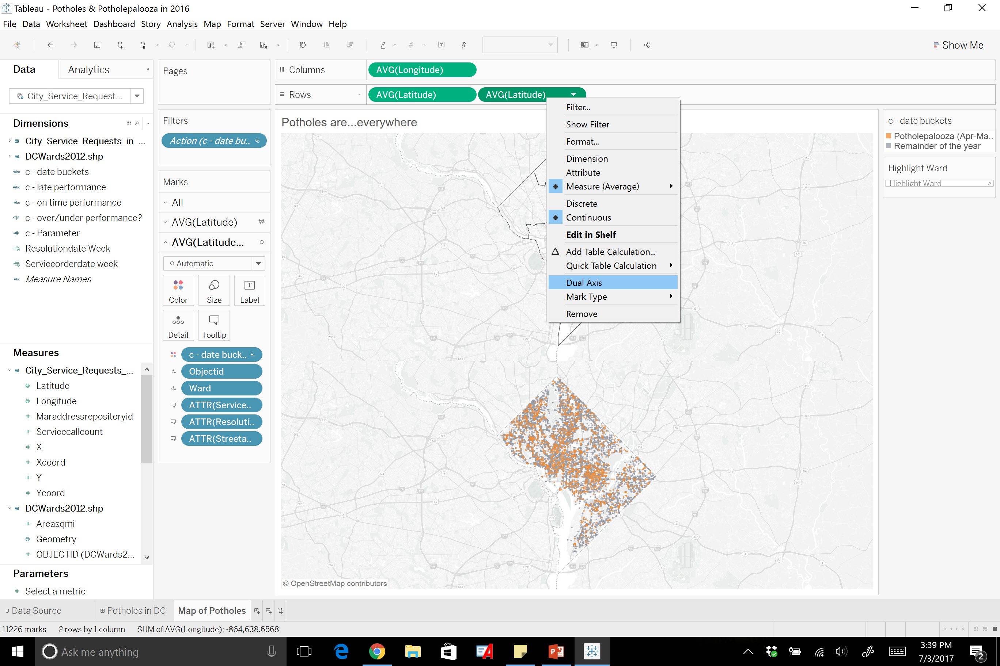 Tableau - Potholes & Potholepalooza in 2016
File Data Worksheet Dashboard Story Analysis Map Format Server Window Help
Show Me
Data
Analytics
City_Service_Request...
Dimensions
City_Service_Requests_in_...
DCWards2012.shp
Abc c - date buckets
Abc c - late performance
Abc c - on time performance
T|F c - over/under performance?
c - Parameter
Resolutiondate Week
Serviceorderdate week
Abc Measure Names
Measures
City_Service_Requests_...
Latitude
Longitude
Maraddressrepositoryid
Servicecallcount
X
Xcoord
Y
Ycoord
DCWards2012.shp
Areasqmi
Geometry
OBJECTID (DCWards2...
Parameters
Select a metric
Pages
Filters
Action (c - date bu..
Marks
All
AVG(Latitude)
AVG(Latitude...
Automatic
Color
Size
Label
Detail
Tooltip
c - date buck..
Objectid
Ward
ATTR(Service..
ATTR(Resoluti..
ATTR(Streeta..
Columns
AVG(Longitude)
Rows
AVG(Latitude)
AVG(Latitude)
Potholes are...everywhere
Filter...
Show Filter
Format...
Dimension
Attribute
Measure (Average)
Discrete
Continuous
Edit in Shelf
Add Table Calculation...
Quick Table Calculation
Dual Axis
Mark Type
Remove
© OpenStreetMap contributors
c - date buckets
Potholepalooza (Apr-Ma..
Remainder of the year
Highlight Ward
Highlight Ward
Data Source
Potholes in DC
Map of Potholes
11226 marks
2 rows by 1 column
SUM of AVG(Longitude): -864,638.6568
Ask me anything
3:39 PM
7/3/2017
2